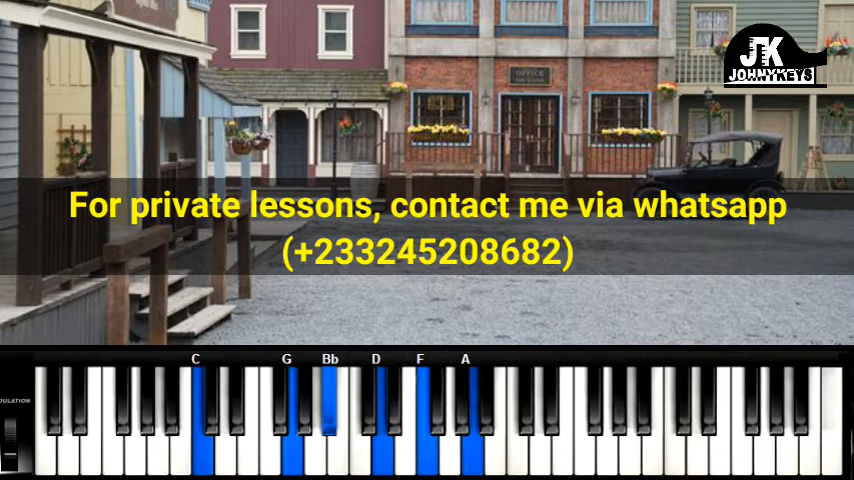 OFFICE
JK
JOHNYKEYS
For private lessons, contact me via whatsapp
(+233245208682)
C G Bb D F A